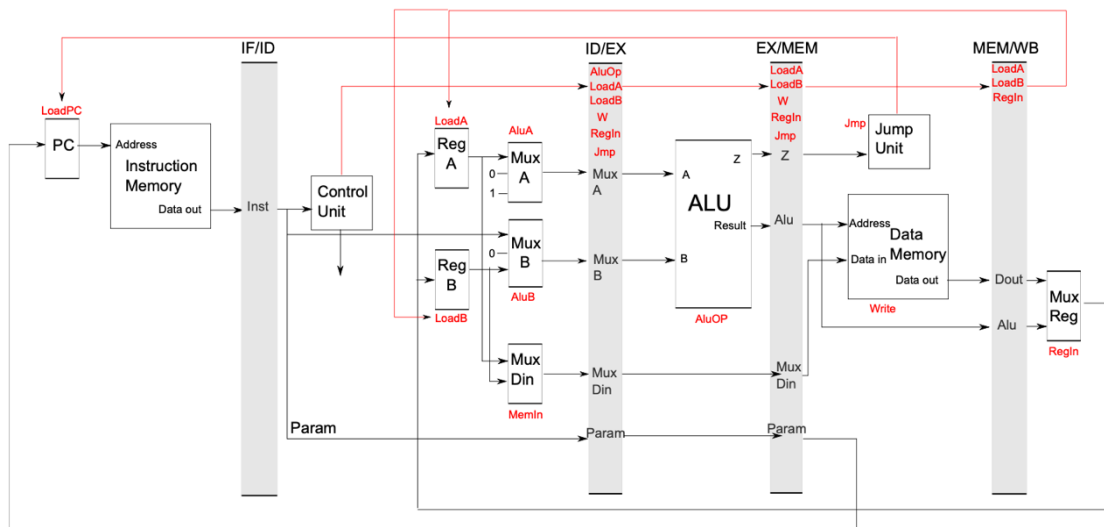 IF/ID
ID/EX
EX/MEM
MEM/WB
LoadPC
PC
Address
Instruction
Memory
Data out
Inst
Control
Unit
LoadA
Reg
A
AluA
Mux
A
0
1
Reg
B
LoadB
Mux
B
0
AluB
Mux
Din
MemIn
Param
AluOp
LoadA
LoadB
W
RegIn
Jmp
Mux
A
Mux
B
Mux
Din
Param
A
B
Z
ALU
Result
AluOP
LoadA
LoadB
W
RegIn
Jmp
Z
Alu
Mux
Din
Param
Jmp
Jump
Unit
Address
Data
Memory
Data in
Data out
Write
LoadA
LoadB
RegIn
Dout
Alu
Mux
Reg
RegIn